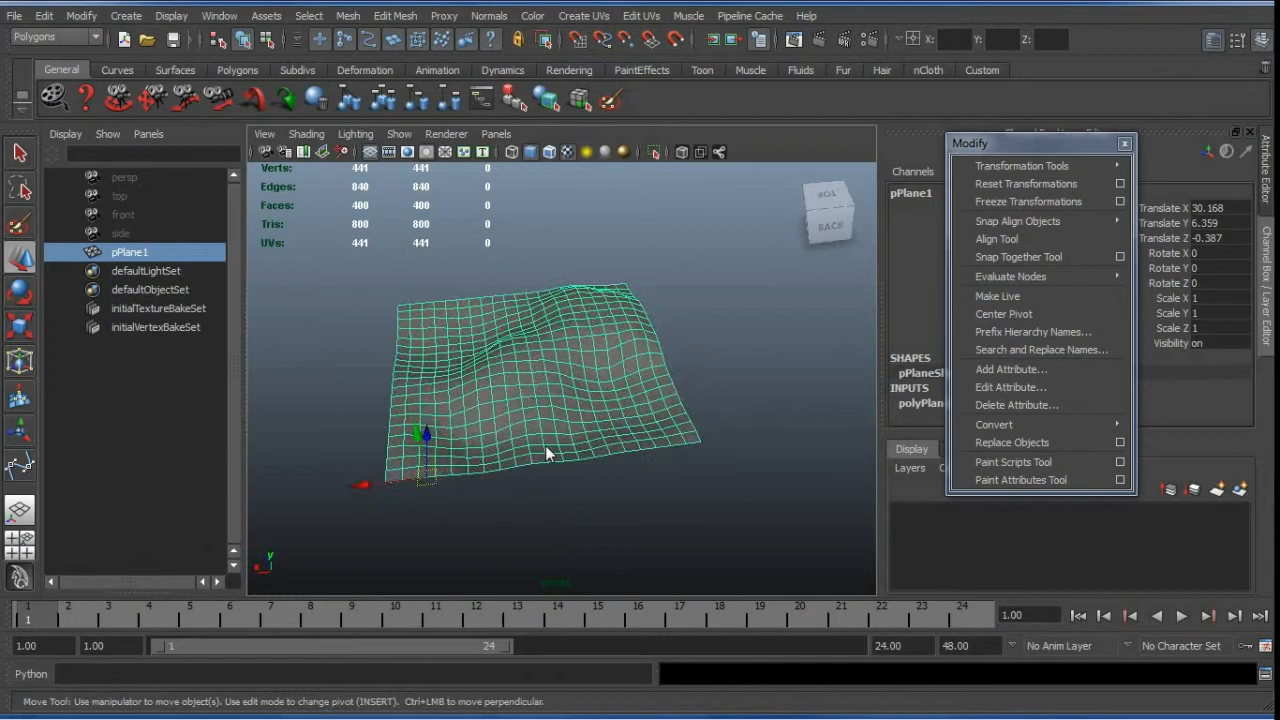 File Edit Modify Create Display Window Assets Select Mesh Edit Mesh Proxy Normals Color Create UVs Edit UVs Muscle Pipeline Cache Help
Polygons X: Y: Z:
General Curves Surfaces Polygons Subdivs Deformation Animation Dynamics Rendering PaintEffects Toon Muscle Fluids Fur Hair nCloth Custom
Display Show Panels
persp
top
front
side
pPlane1
defaultLightSet
defaultObjectSet
initialTextureBakeSet
initialVertexBakeSet
View Shading Lighting Show Renderer Panels
Verts: 441 441 0
Edges: 840 840 0
Faces: 400 400 0
Tris: 800 800 0
UVs: 441 441 0
TOP
BACK
y
x
persp
Modify
Transformation Tools
Reset Transformations
Freeze Transformations
Snap Align Objects
Align Tool
Snap Together Tool
Evaluate Nodes
Make Live
Center Pivot
Prefix Hierarchy Names...
Search and Replace Names...
Add Attribute...
Edit Attribute...
Delete Attribute...
Convert
Replace Objects
Paint Scripts Tool
Paint Attributes Tool
Channels
pPlane1
Translate X 30.168
Translate Y 6.359
Translate Z -0.387
Rotate X 0
Rotate Y 0
Rotate Z 0
Scale X 1
Scale Y 1
Scale Z 1
Visibility on
SHAPES
pPlaneSh
INPUTS
polyPlan
Display
Layers
Attribute Editor
Channel Box / Layer Editor
1 2 3 4 5 6 7 8 9 10 11 12 13 14 15 16 17 18 19 20 21 22 23 24
1
1.00
1.00 1.00 1 24 24.00 48.00 No Anim Layer No Character Set
Python
Move Tool: Use manipulator to move object(s). Use edit mode to change pivot (INSERT). Ctrl+LMB to move perpendicular.